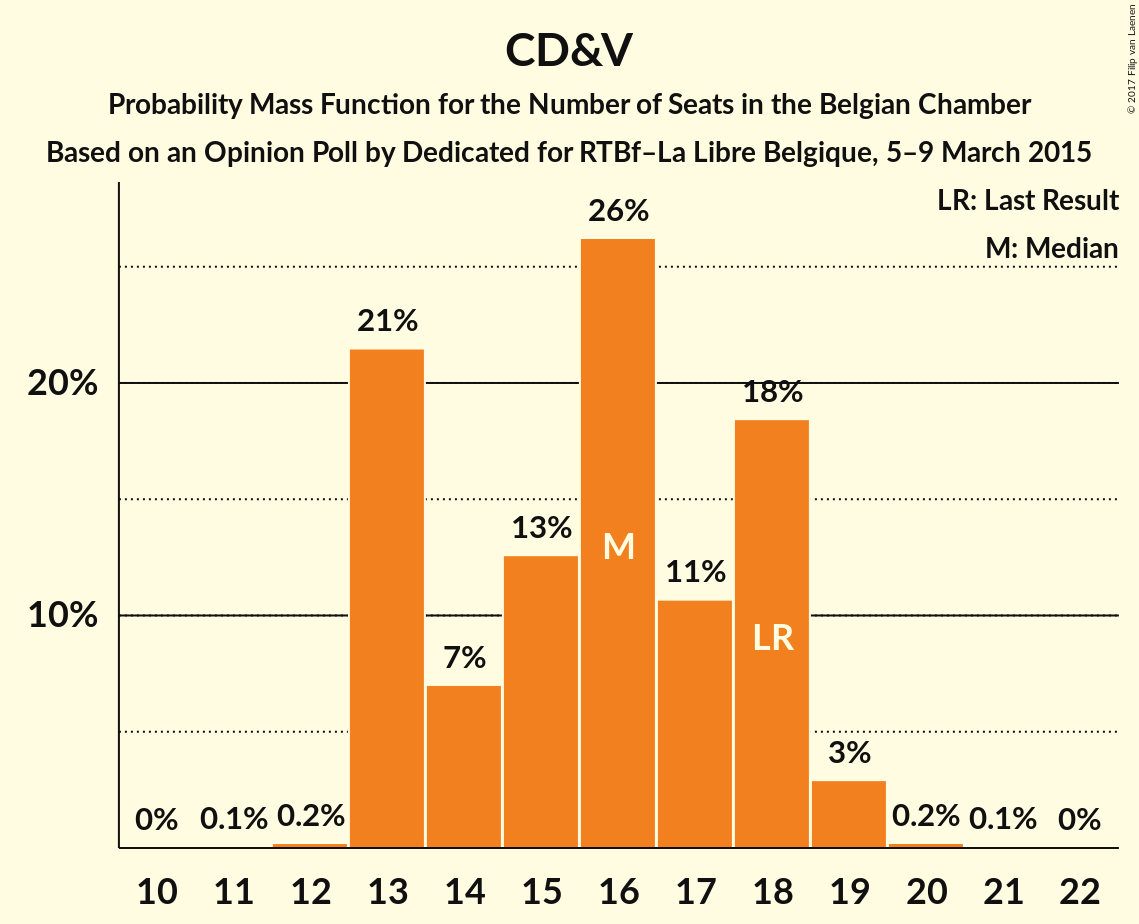 CD&V
Probability Mass Function for the Number of Seats in the Belgian Chamber
Based on an Opinion Poll by Dedicated for RTBf–La Libre Belgique, 5–9 March 2015
© 2017 Filip van Laenen
LR: Last Result
M: Median
26%
21%
20%
18%
13%
M
11%
10%
LR
7%
3%
0%
0.1%
0.2%
0.2%
0.1%
0%
10 11 12 13 14 15 16 17 18 19 20 21 22